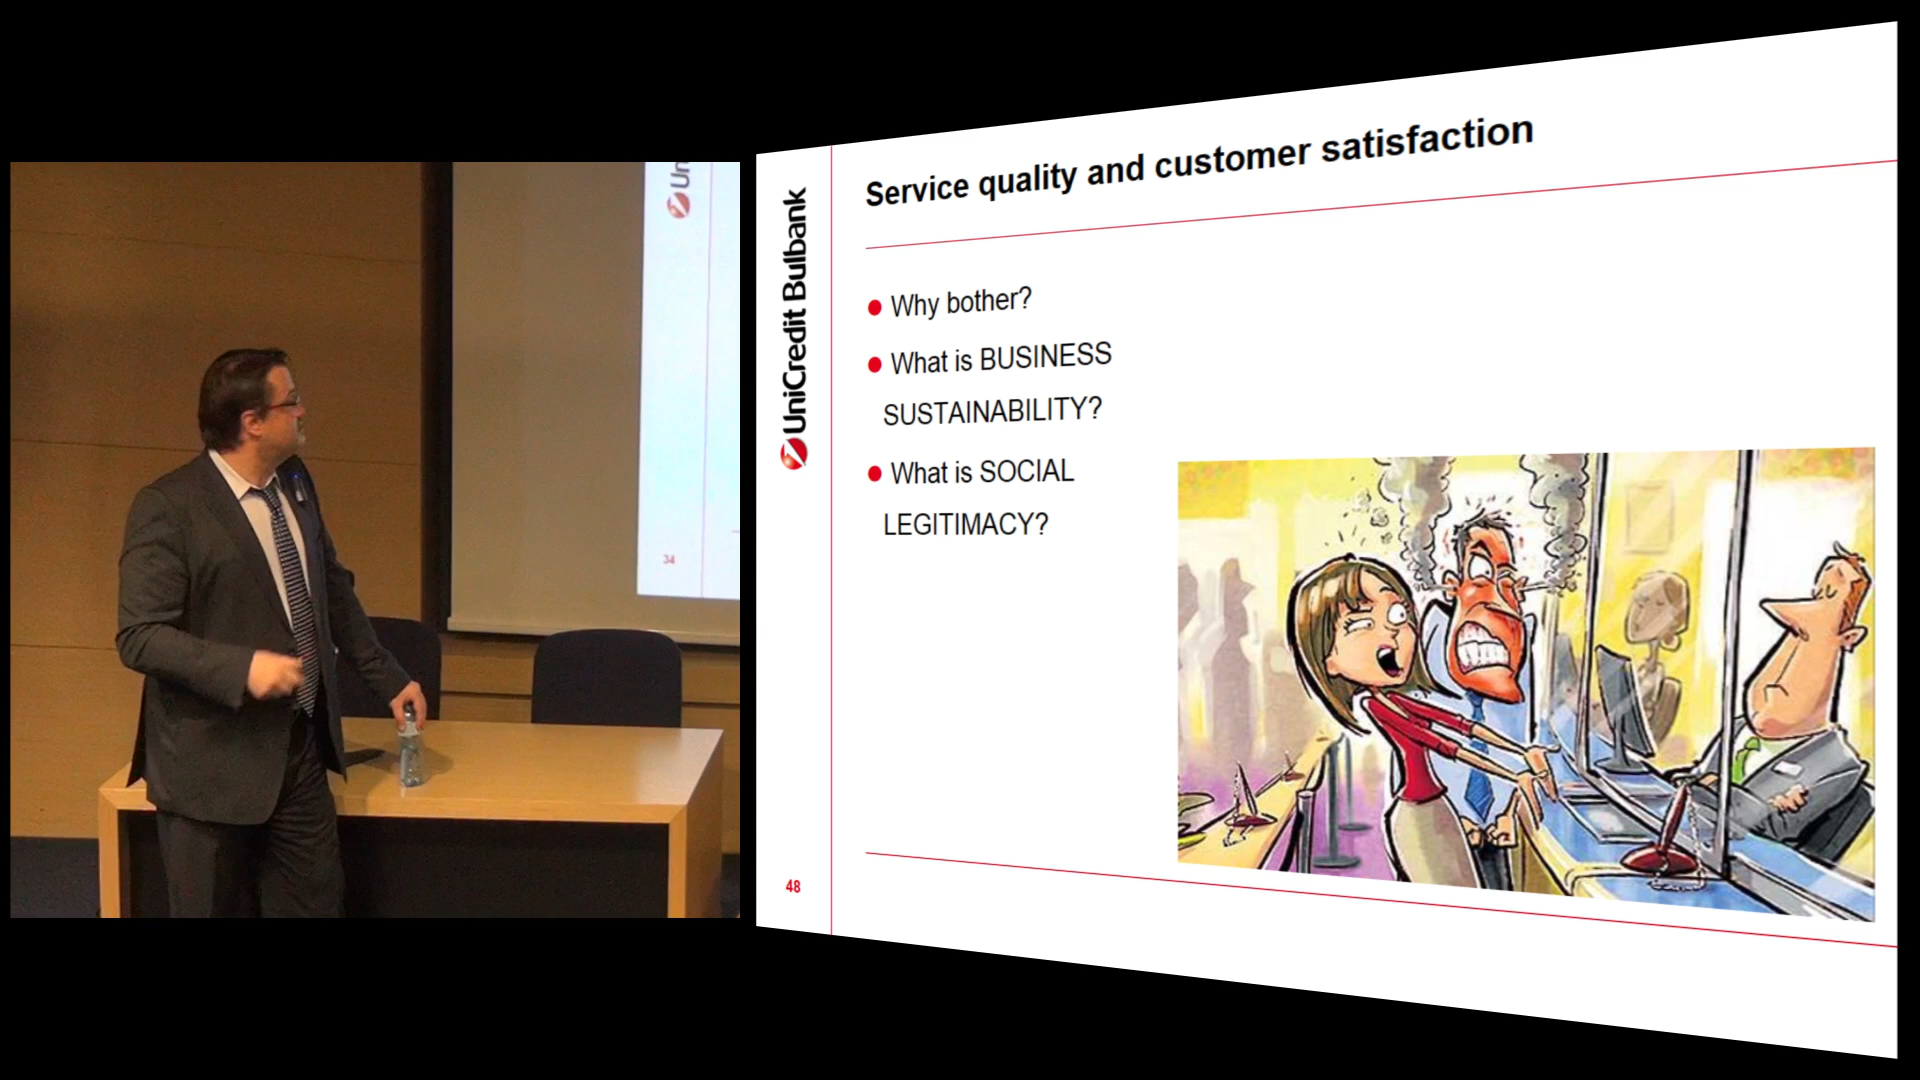 Un
34
UniCredit Bulbank
Service quality and customer satisfaction
Why bother?
What is BUSINESS
SUSTAINABILITY?
What is SOCIAL
LEGITIMACY?
48